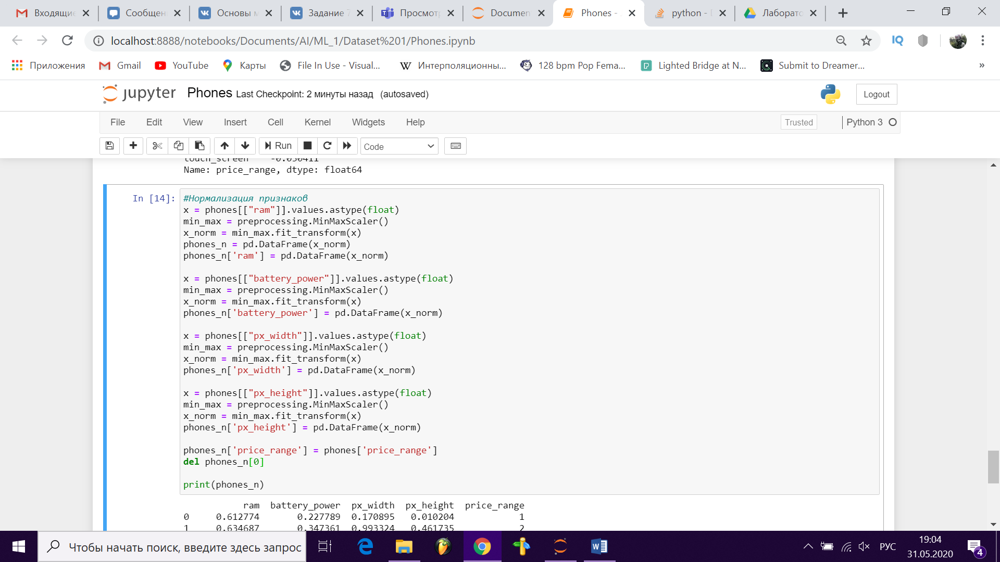 Входящие
Сообщен
Основы м
Задание 7
Просмотр
Documen
Phones -
python -
Лаборато
localhost:8888/notebooks/Documents/AI/ML_1/Dataset%201/Phones.ipynb
IQ
Приложения
Gmail
YouTube
Карты
File In Use - Visual...
W
Интерполяционны...
128 bpm Pop Fema...
Lighted Bridge at N...
Submit to Dreamer...
»
jupyter
Phones Last Checkpoint: 2 минуты назад (autosaved)
Logout
File Edit View Insert Cell Kernel Widgets Help
Trusted
Python 3
Run
Code
touch_screen -0.030411
Name: price_range, dtype: float64
In [14]:
#Нормализация признаков
x = phones[["ram"]].values.astype(float)
min_max = preprocessing.MinMaxScaler()
x_norm = min_max.fit_transform(x)
phones_n = pd.DataFrame(x_norm)
phones_n['ram'] = pd.DataFrame(x_norm)
x = phones[["battery_power"]].values.astype(float)
min_max = preprocessing.MinMaxScaler()
x_norm = min_max.fit_transform(x)
phones_n['battery_power'] = pd.DataFrame(x_norm)
x = phones[["px_width"]].values.astype(float)
min_max = preprocessing.MinMaxScaler()
x_norm = min_max.fit_transform(x)
phones_n['px_width'] = pd.DataFrame(x_norm)
x = phones[["px_height"]].values.astype(float)
min_max = preprocessing.MinMaxScaler()
x_norm = min_max.fit_transform(x)
phones_n['px_height'] = pd.DataFrame(x_norm)
phones_n['price_range'] = phones['price_range']
del phones_n[0]
print(phones_n)
ram battery_power px_width px_height price_range
0 0.612774 0.227789 0.170895 0.010204 1
1 0.634687 0.347361 0.993324 0.461735 2
Чтобы начать поиск, введите здесь запрос
РУС
19:04
31.05.2020
4